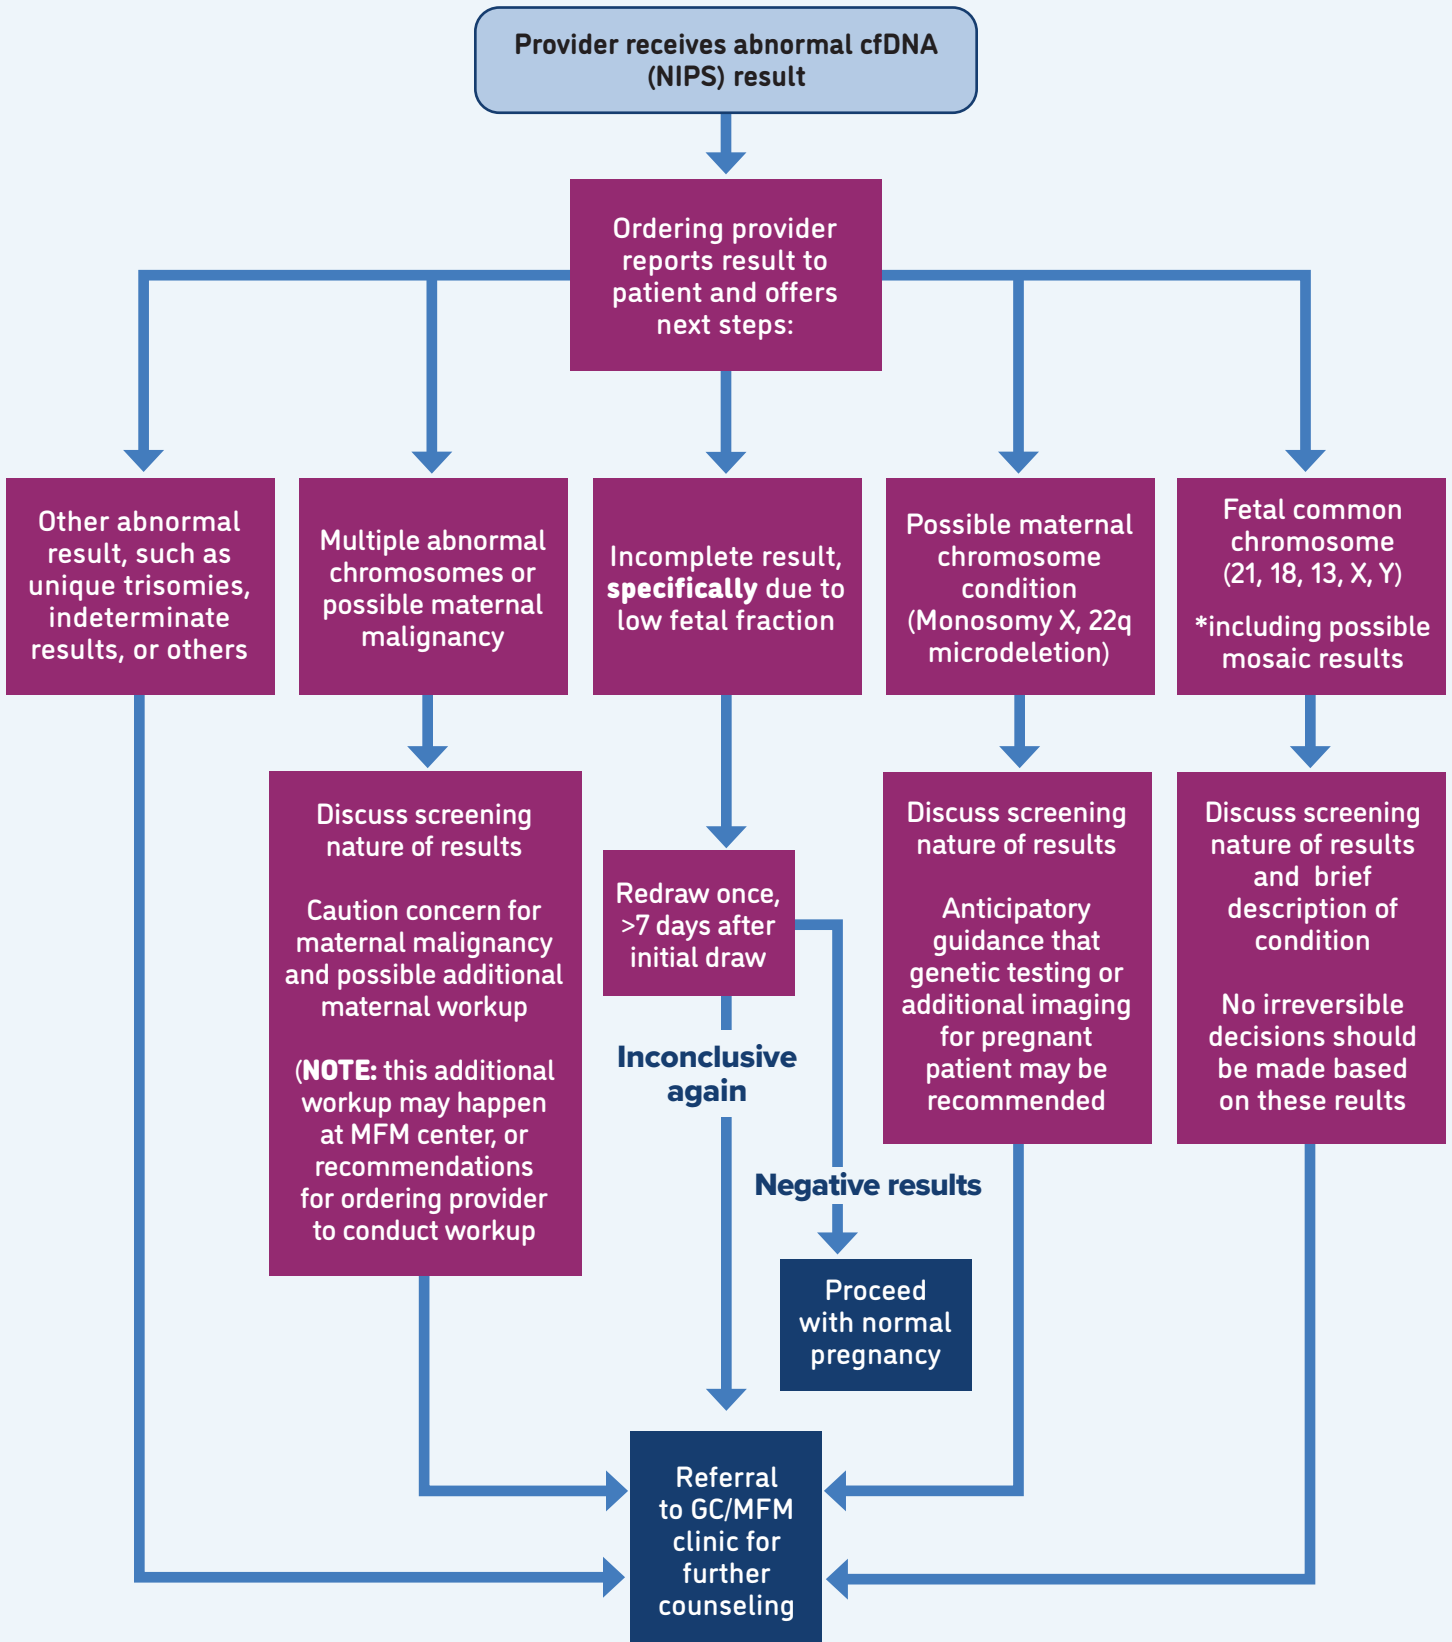 Provider receives abnormal cfDNA
(NIPS) result
Ordering provider
reports result to
patient and offers
next steps:
Other abnormal
result, such as
unique trisomies,
indeterminate
results, or others
Multiple abnormal
chromosomes or
possible maternal
malignancy
Incomplete result,
specifically due to
low fetal fraction
Possible maternal
chromosome
condition
(Monosomy X, 22q
microdeletion)
Fetal common
chromosome
(21, 18, 13, X, Y)
*including possible
mosaic results
Discuss screening
nature of results
Caution concern for
maternal malignancy
and possible additional
maternal workup
(NOTE: this additional
workup may happen
at MFM center, or
recommendations
for ordering provider
to conduct workup
Redraw once,
>7 days after
initial draw
Inconclusive
again
Negative results
Proceed
with normal
pregnancy
Discuss screening
nature of results
Anticipatory
guidance that
genetic testing or
additional imaging
for pregnant
patient may be
recommended
Discuss screening
nature of results
and brief
description of
condition
No irreversible
decisions should
be made based
on these reults
Referral
to GC/MFM
clinic for
further
counseling